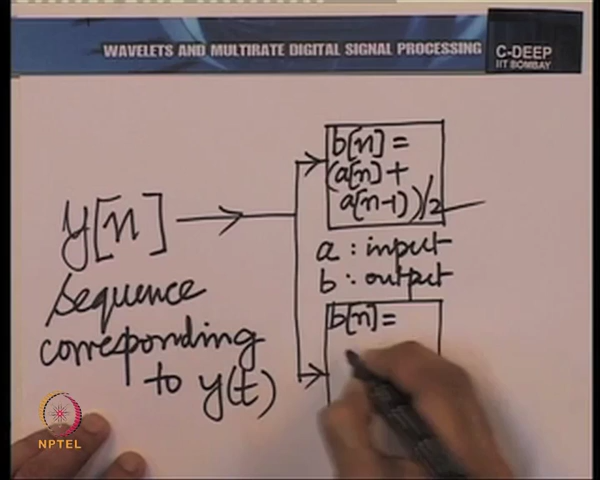 WAVELETS AND MULTIRATE DIGITAL SIGNAL PROCESSING
C-DEEP
IIT BOMBAY
b[n] =
(a[n] +
a[n-1])/2
y[n]
a : input
b : output
sequence
corresponding
to y(t)
b[n] =
NPTEL